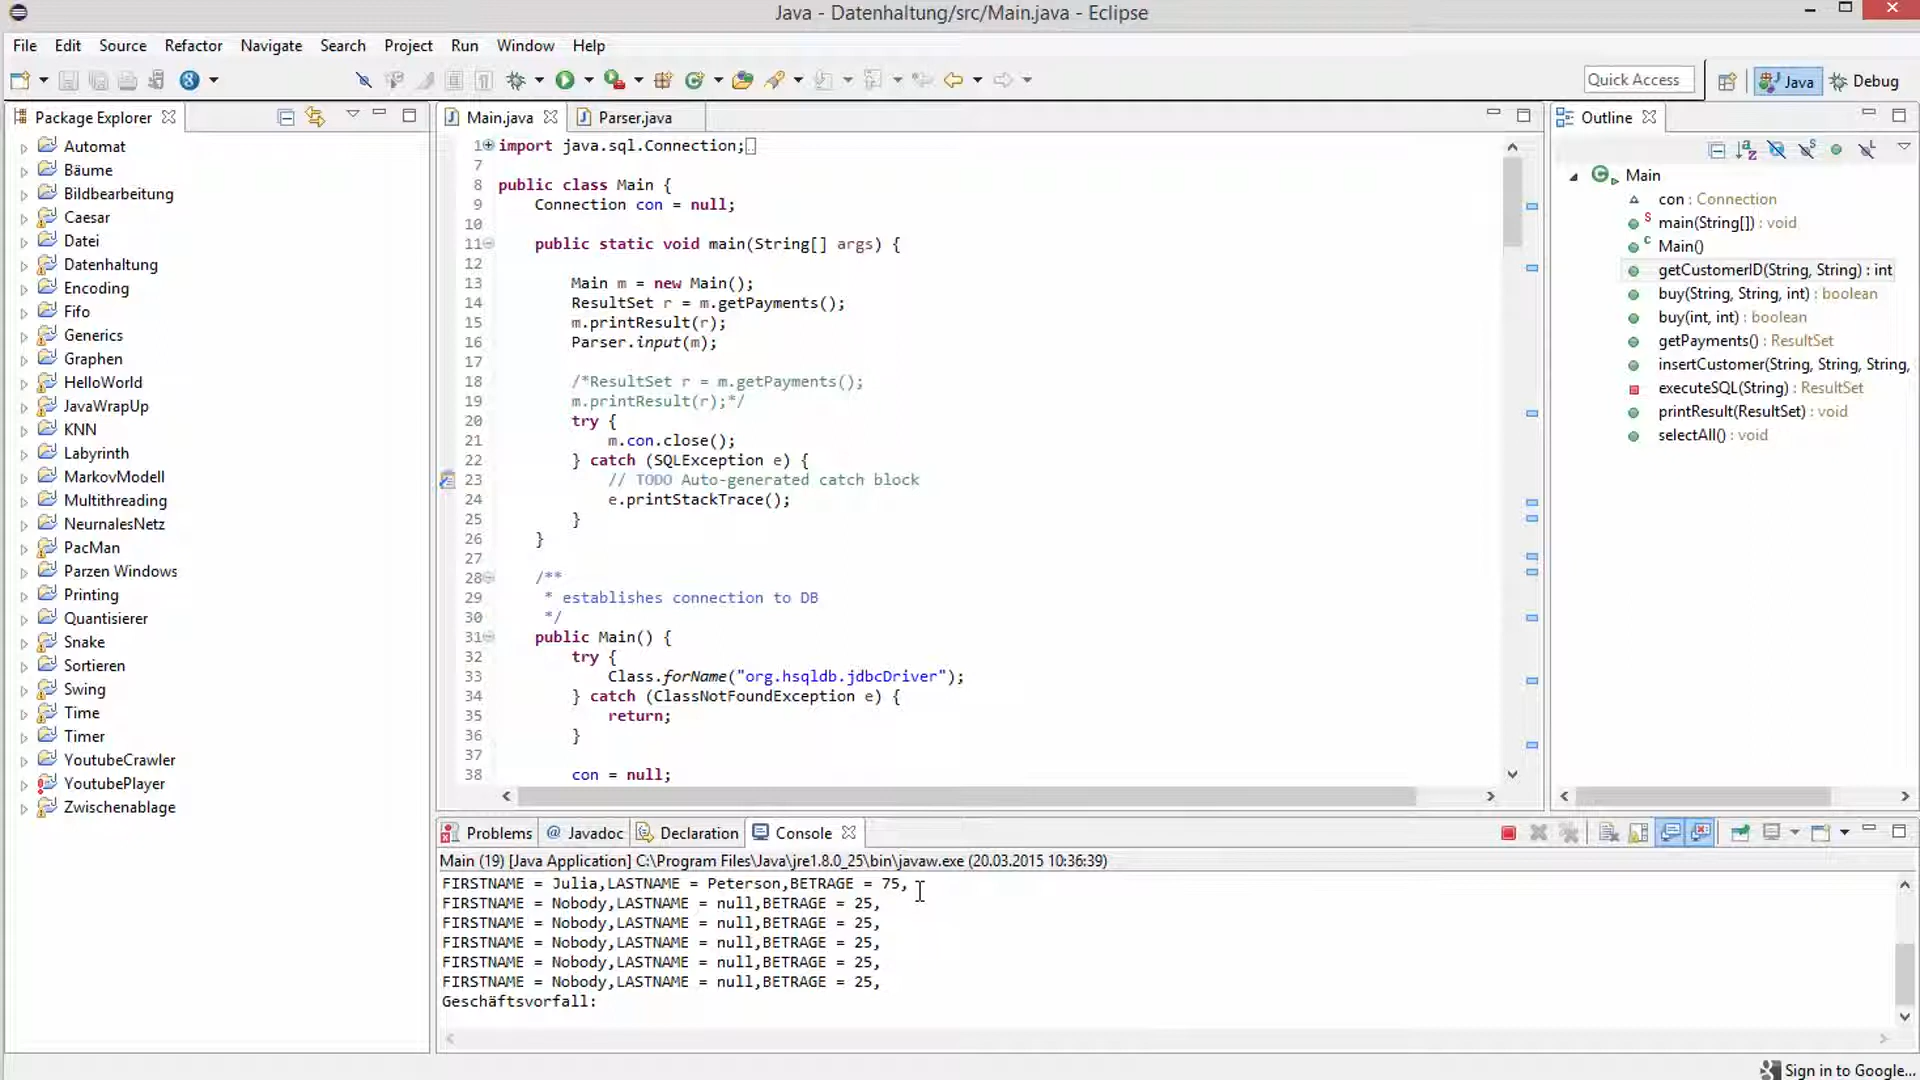 Java - Datenhaltung/src/Main.java - Eclipse
File Edit Source Refactor Navigate Search Project Run Window Help
Quick Access Java Debug
Package Explorer
Automat
Bäume
Bildbearbeitung
Caesar
Datei
Datenhaltung
Encoding
Fifo
Generics
Graphen
HelloWorld
JavaWrapUp
KNN
Labyrinth
MarkovModell
Multithreading
NeurnalesNetz
PacMan
Parzen Windows
Printing
Quantisierer
Snake
Sortieren
Swing
Time
Timer
YoutubeCrawler
YoutubePlayer
Zwischenablage
Main.java Parser.java
1 import java.sql.Connection;
7
8 public class Main {
9 Connection con = null;
10
11 public static void main(String[] args) {
12
13 Main m = new Main();
14 ResultSet r = m.getPayments();
15 m.printResult(r);
16 Parser.input(m);
17
18 /*ResultSet r = m.getPayments();
19 m.printResult(r);*/
20 try {
21 m.con.close();
22 } catch (SQLException e) {
23 // TODO Auto-generated catch block
24 e.printStackTrace();
25 }
26 }
27
28 /**
29 * establishes connection to DB
30 */
31 public Main() {
32 try {
33 Class.forName("org.hsqldb.jdbcDriver");
34 } catch (ClassNotFoundException e) {
35 return;
36 }
37
38 con = null;
Outline
Main
con : Connection
main(String[]) : void
Main()
getCustomerID(String, String) : int
buy(String, String, int) : boolean
buy(int, int) : boolean
getPayments() : ResultSet
insertCustomer(String, String, String,
executeSQL(String) : ResultSet
printResult(ResultSet) : void
selectAll() : void
Problems @ Javadoc Declaration Console
Main (19) [Java Application] C:\Program Files\Java\jre1.8.0_25\bin\javaw.exe (20.03.2015 10:36:39)
FIRSTNAME = Julia,LASTNAME = Peterson,BETRAGE = 75,
FIRSTNAME = Nobody,LASTNAME = null,BETRAGE = 25,
FIRSTNAME = Nobody,LASTNAME = null,BETRAGE = 25,
FIRSTNAME = Nobody,LASTNAME = null,BETRAGE = 25,
FIRSTNAME = Nobody,LASTNAME = null,BETRAGE = 25,
FIRSTNAME = Nobody,LASTNAME = null,BETRAGE = 25,
Geschäftsvorfall:
Sign in to Google...